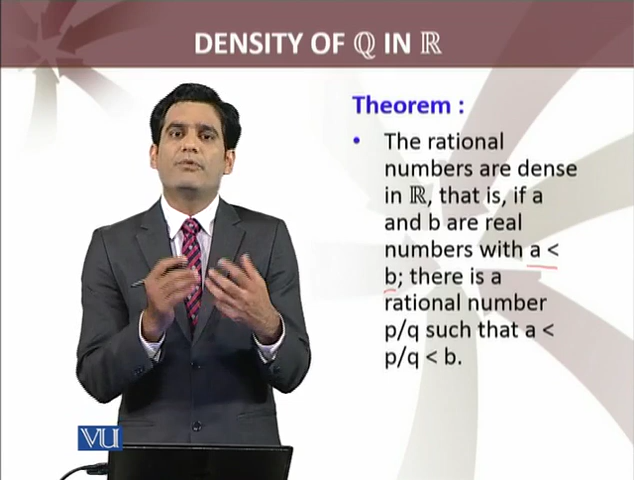 DENSITY OF ℚ IN ℝ
Theorem :
• The rational
numbers are dense
in ℝ, that is, if a
and b are real
numbers with a <
b; there is a
rational number
p/q such that a <
p/q < b.
VU